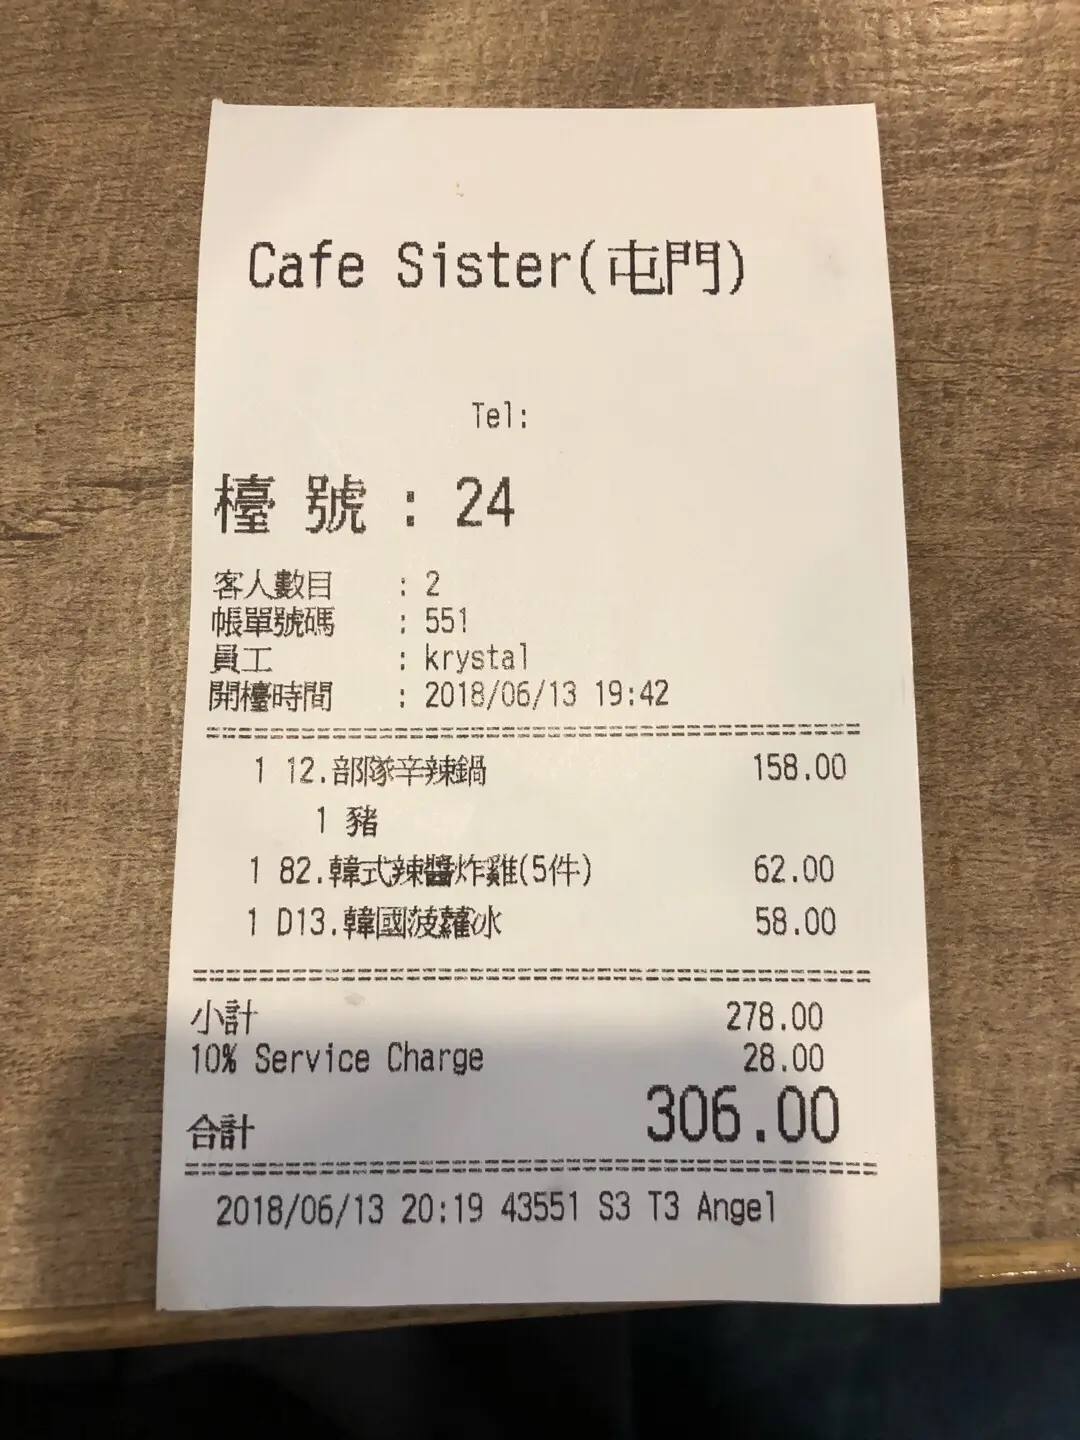 Cafe Sister(屯門)
Tel:
檯 號 : 24
客人數目 : 2
帳單號碼 : 551
員工 : krystal
開檯時間 : 2018/06/13 19:42
1 12.部隊辛辣鍋 158.00
1 豬
1 82.韓式辣醬炸雞(5件) 62.00
1 D13.韓國菠蘿冰 58.00
小計 278.00
10% Service Charge 28.00
合計 306.00
2018/06/13 20:19 43551 S3 T3 Angel